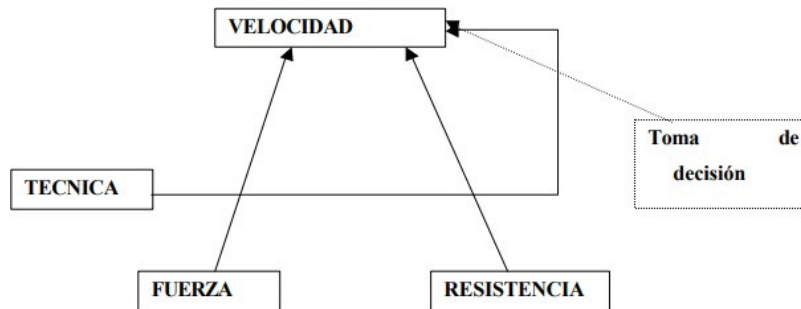 VELOCIDAD
Toma de
decisión
TECNICA
FUERZA
RESISTENCIA